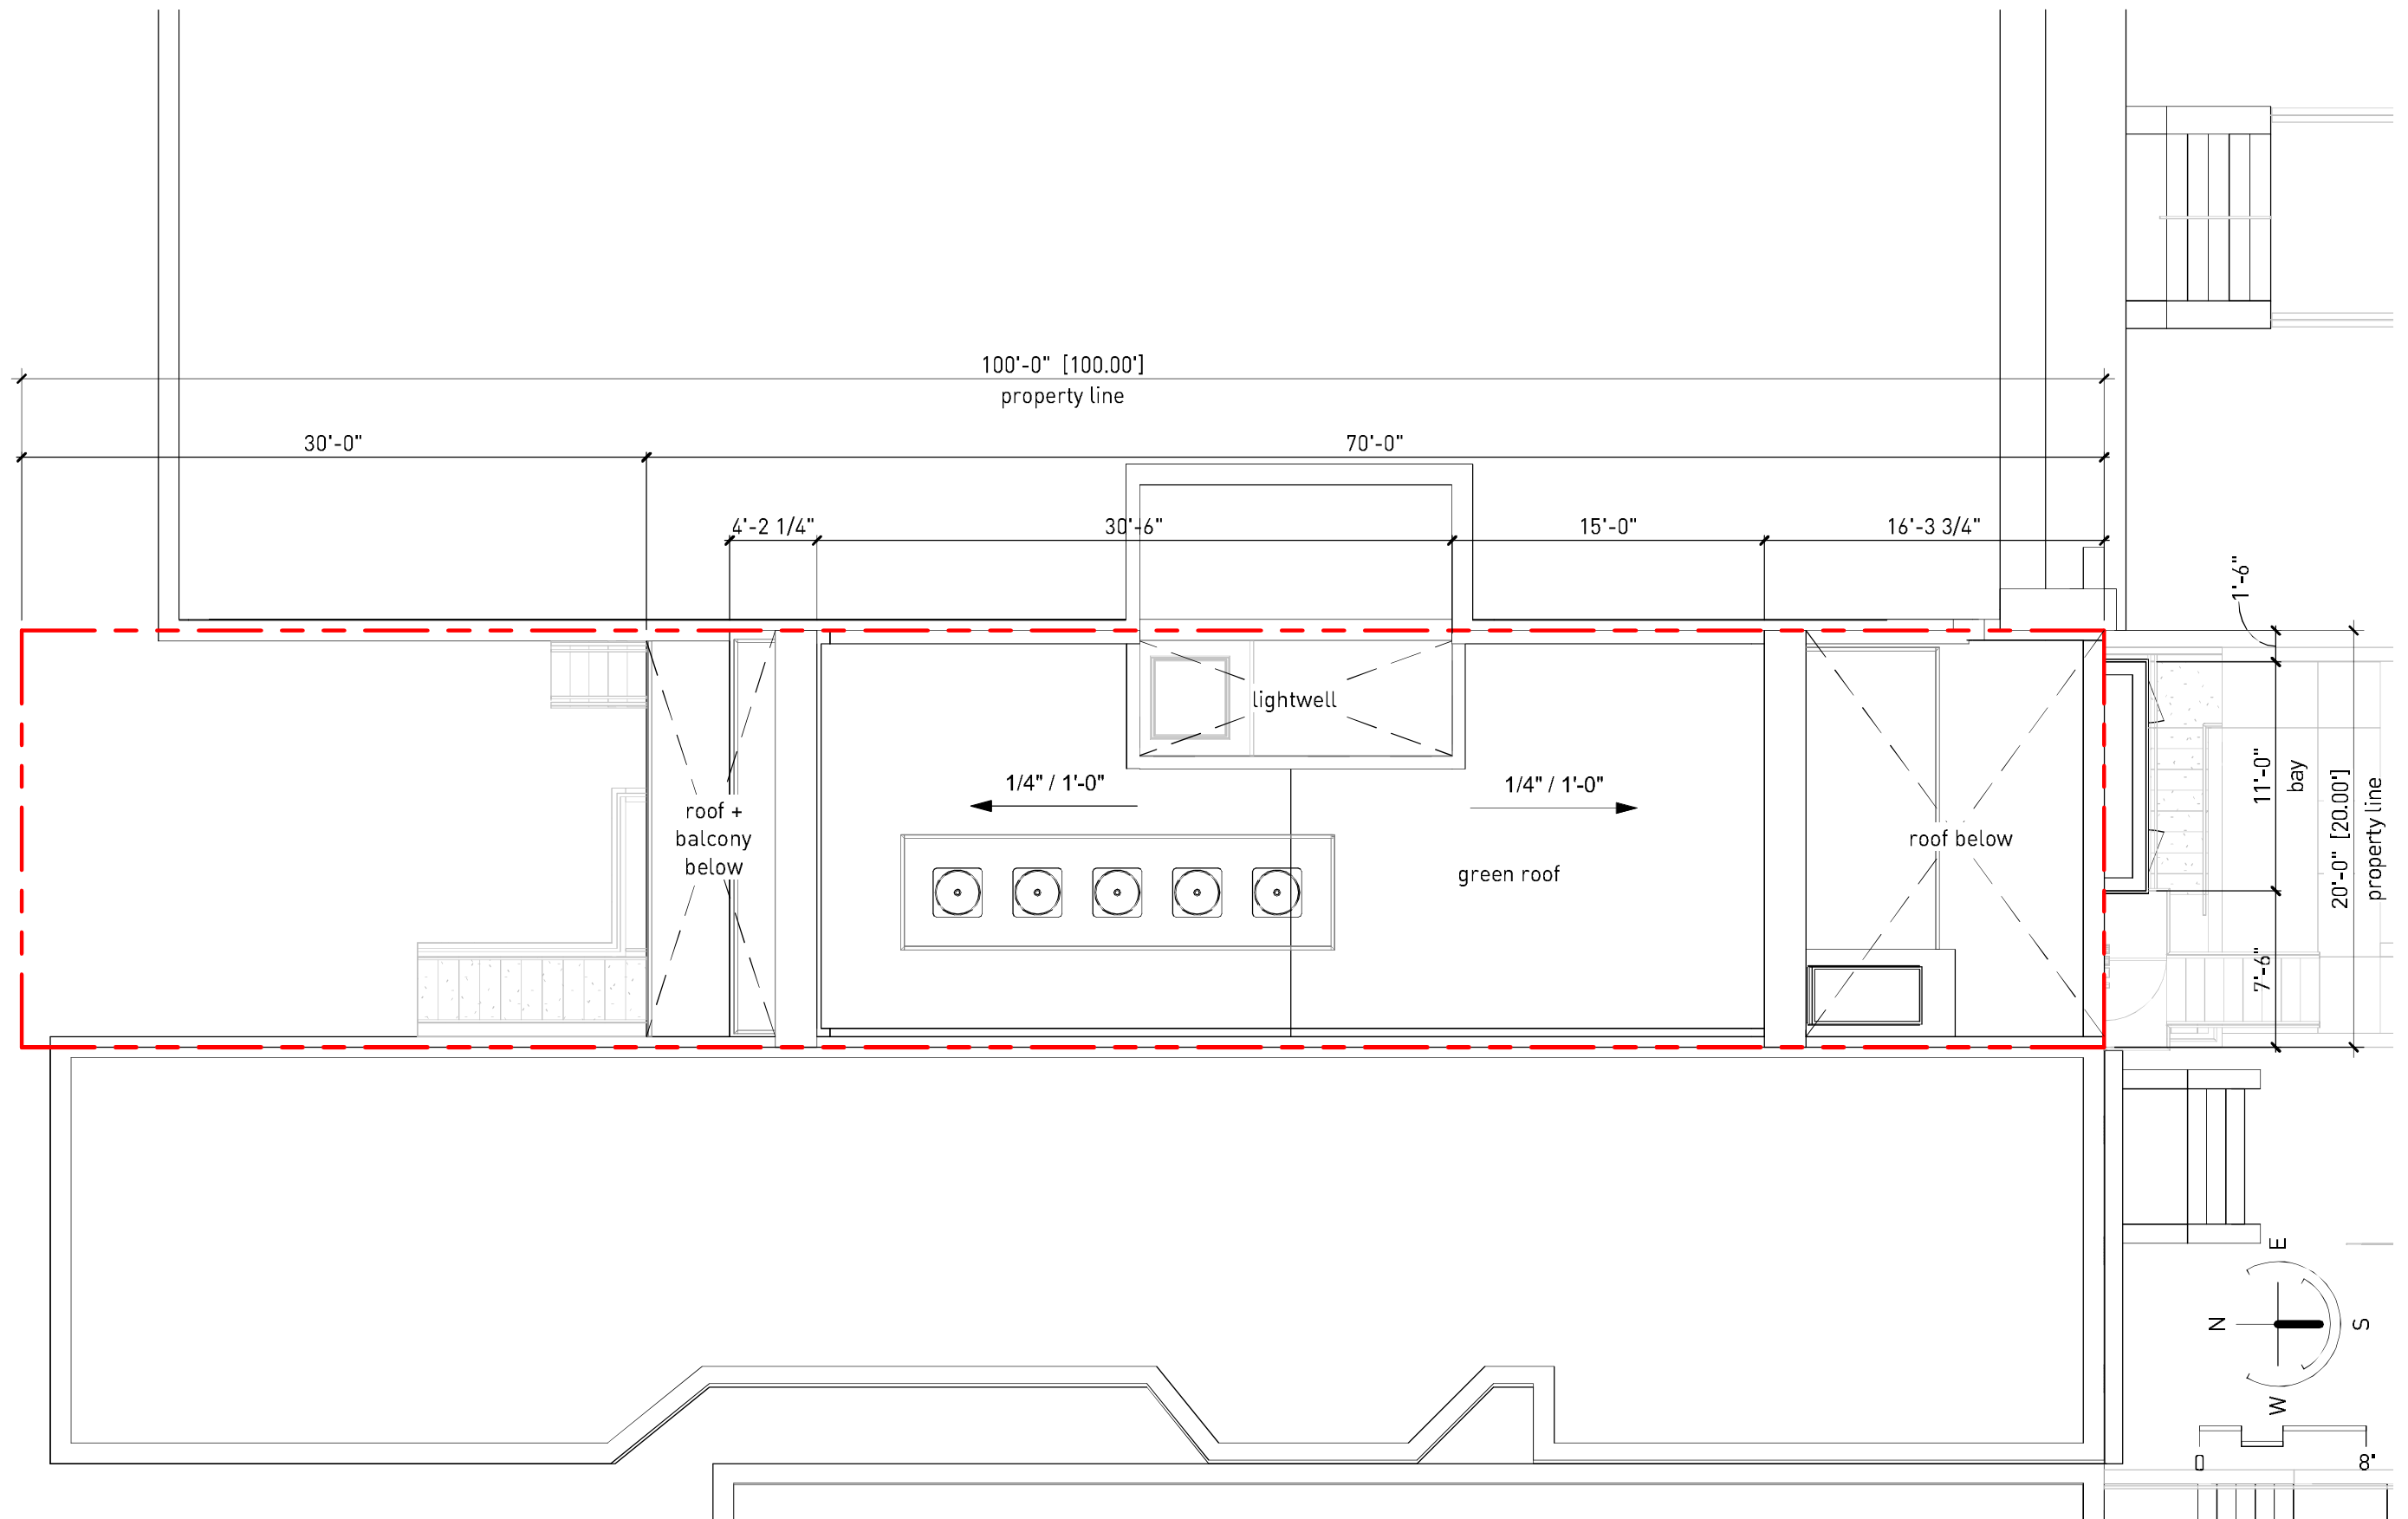 100'-0" [100.00']
property line
30'-0"
70'-0"
4'-2 1/4"
30'-6"
15'-0"
16'-3 3/4"
1'-6"
lightwell
1/4" / 1'-0"
1/4" / 1'-0"
roof +
balcony
below
green roof
roof below
11'-0"
bay
20'-0" [20.00']
property line
7'-6"
E
N
S
W
0
8'